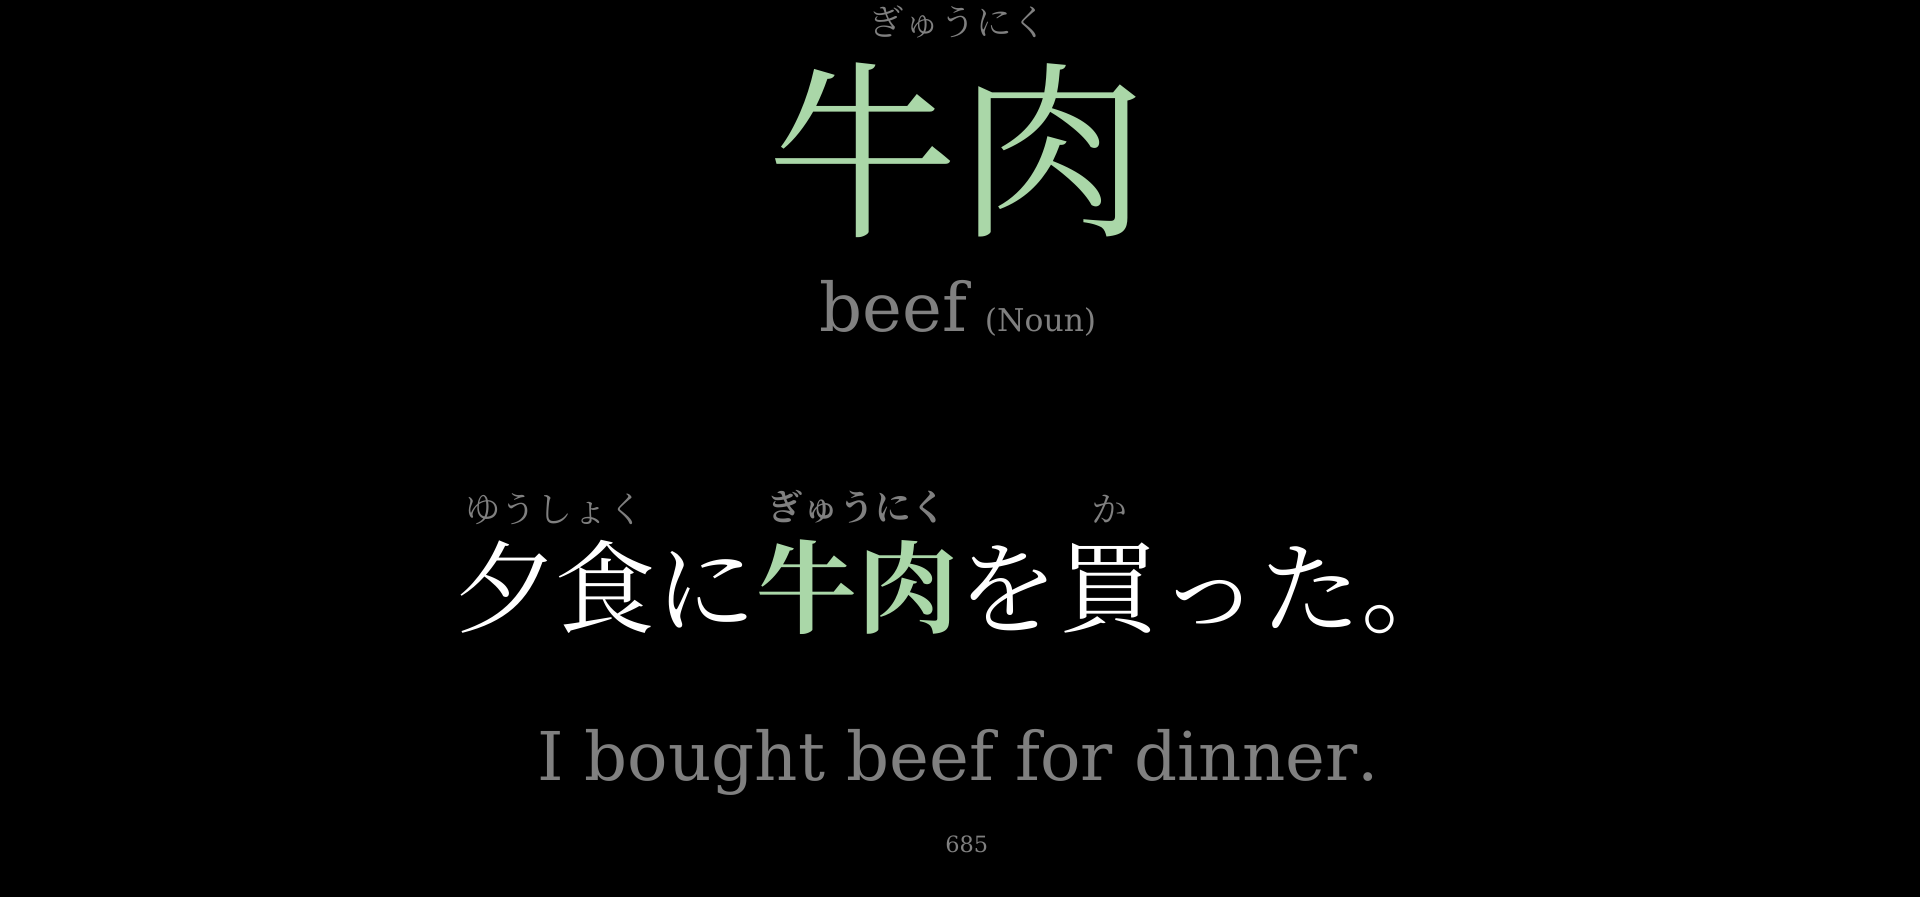 ぎゅうにく
牛肉
beef (Noun)
ゆうしょく ぎゅうにく か
夕食に牛肉を買った。
I bought beef for dinner.
685